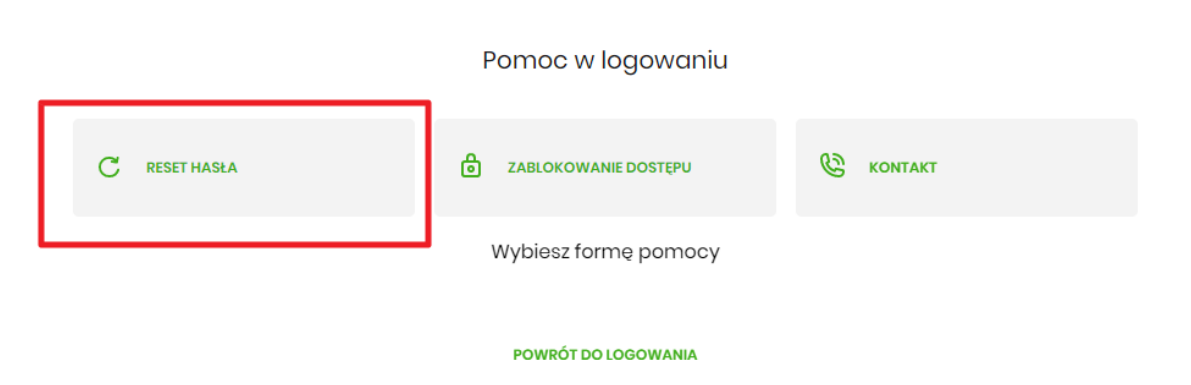 Pomoc w logowaniu
RESET HASŁA
ZABLOKOWANIE DOSTĘPU
KONTAKT
Wybiesz formę pomocy
POWRÓT DO LOGOWANIA